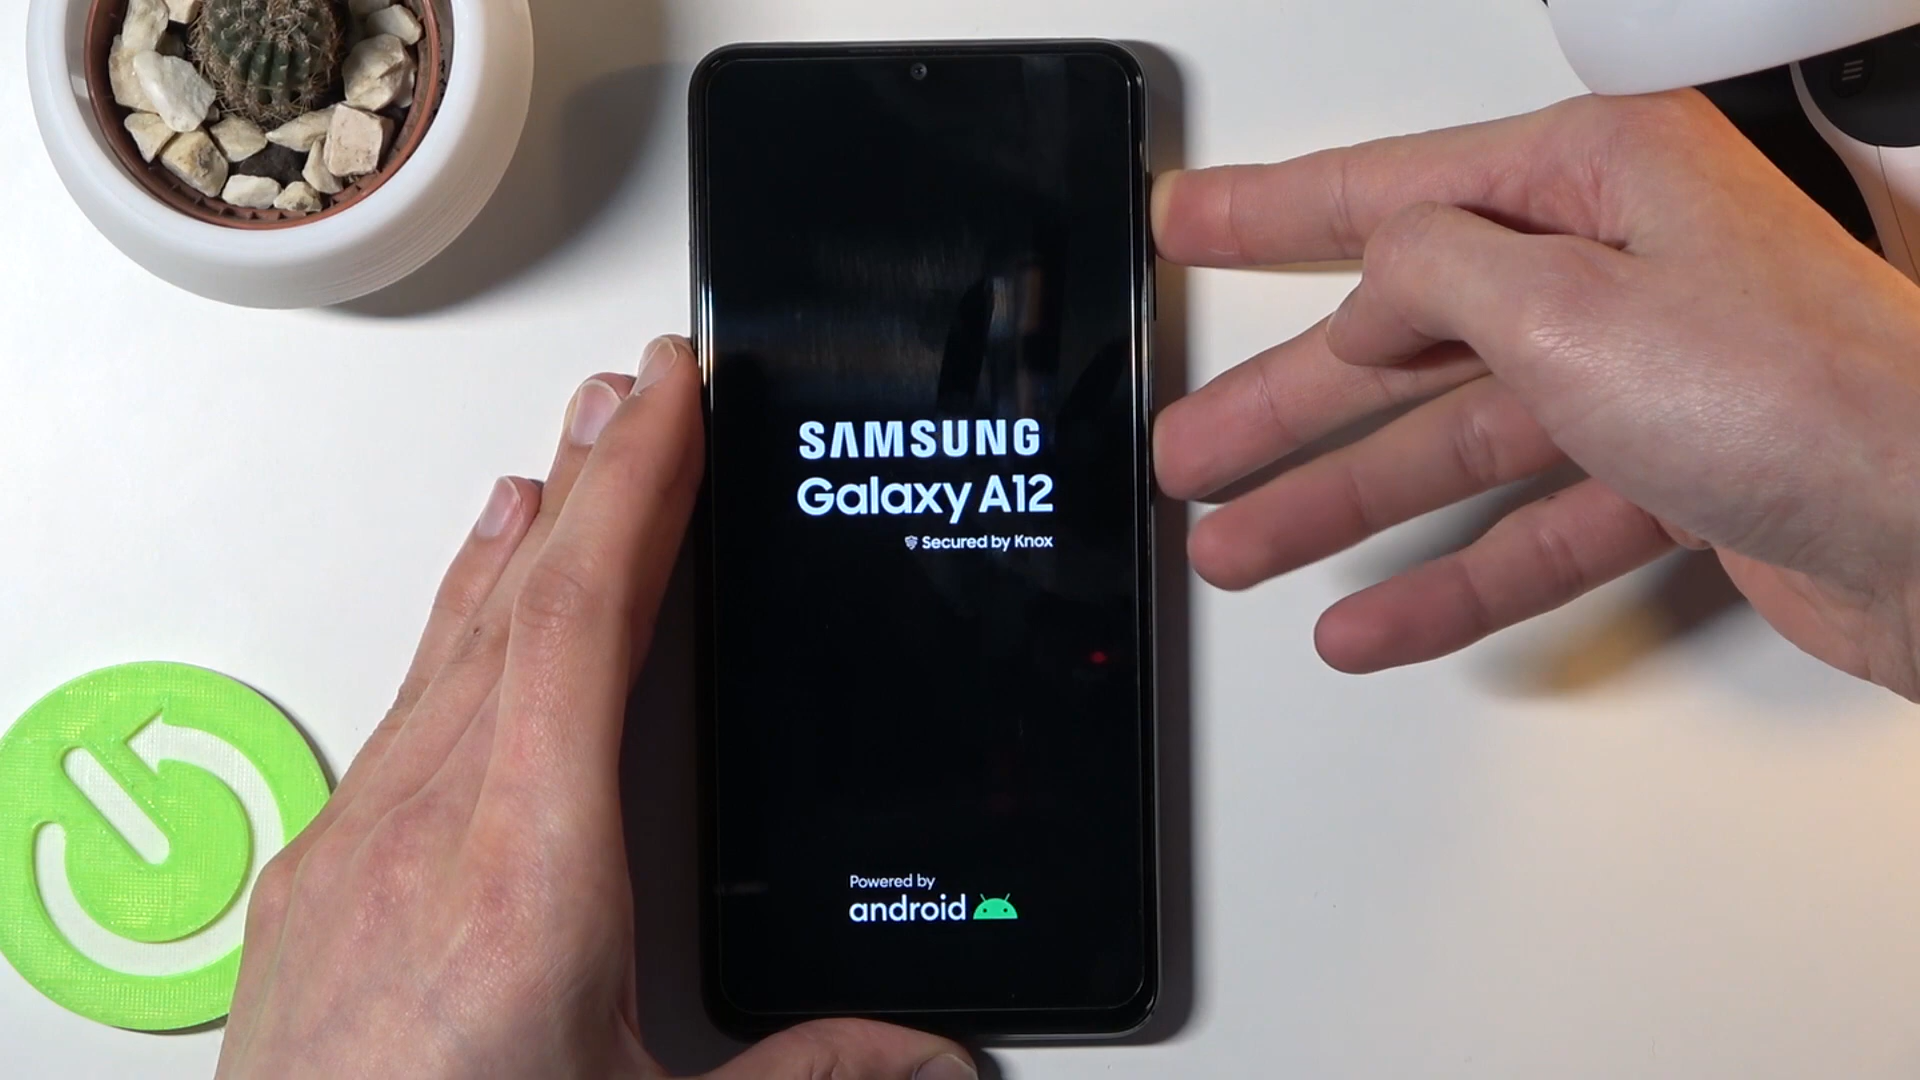 SAMSUNG
Galaxy A12
Secured by Knox
Powered by
android